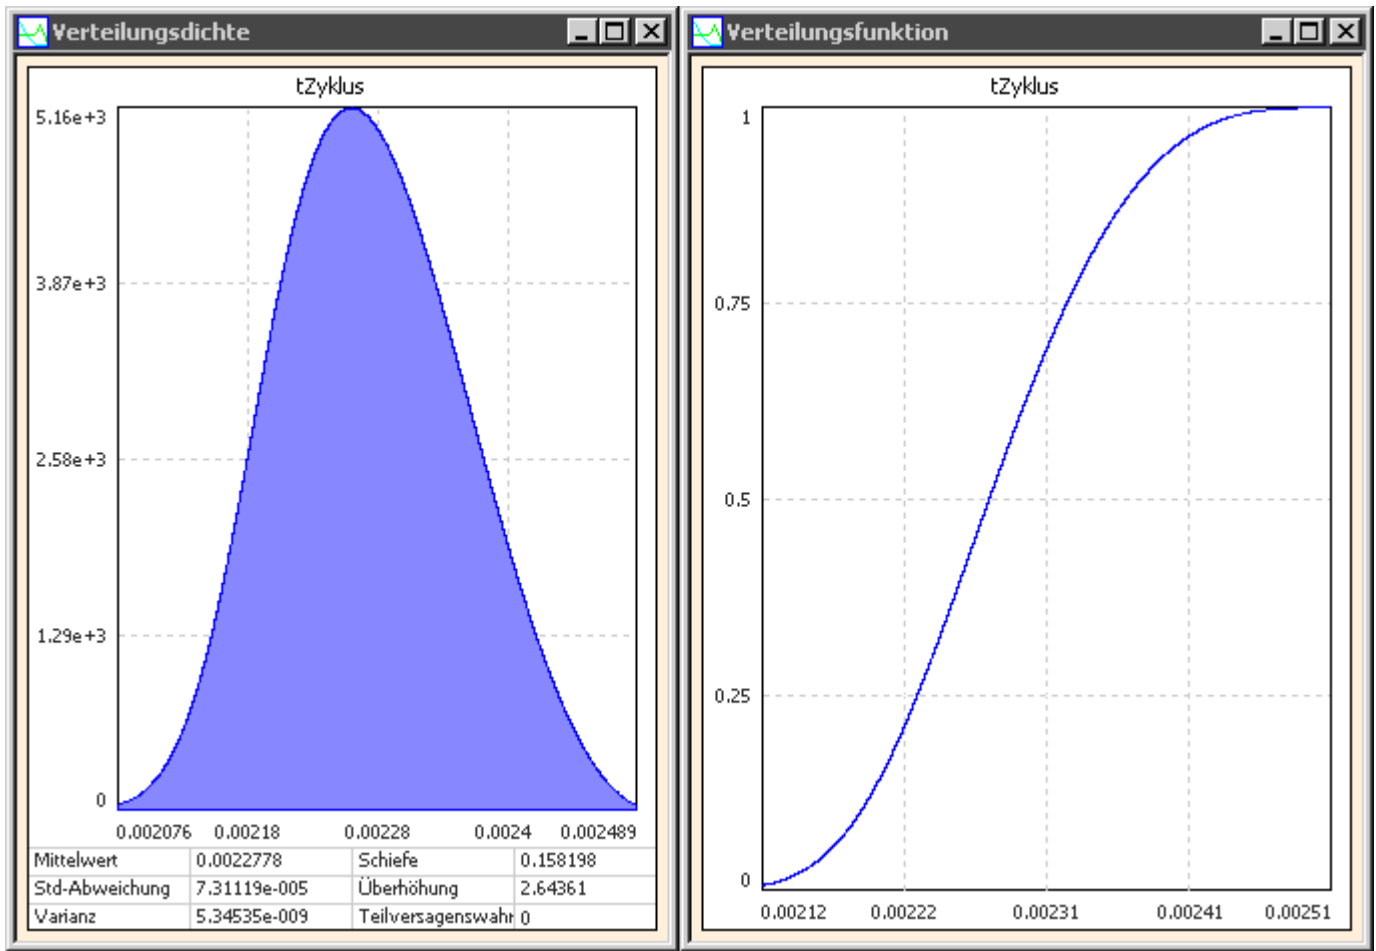 Verteilungsdichte
tZyklus
5.16e+3
3.87e+3
2.58e+3
1.29e+3
0
0.002076 0.00218 0.00228 0.0024 0.002489
Mittelwert 0.0022778 Schiefe 0.158198
Std-Abweichung 7.31119e-005 Überhöhung 2.64361
Varianz 5.34535e-009 Teilversagenswahr 0
Verteilungsfunktion
tZyklus
1
0.75
0.5
0.25
0
0.00212 0.00222 0.00231 0.00241 0.00251